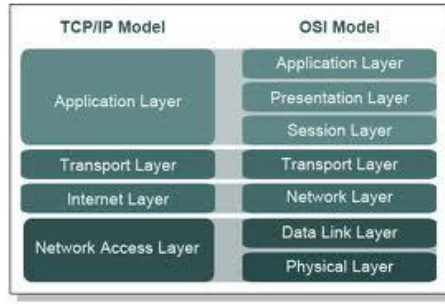 TCP/IP Model
OSI Model
Application Layer
Transport Layer
Internet Layer
Network Access Layer
Application Layer
Presentation Layer
Session Layer
Transport Layer
Network Layer
Data Link Layer
Physical Layer